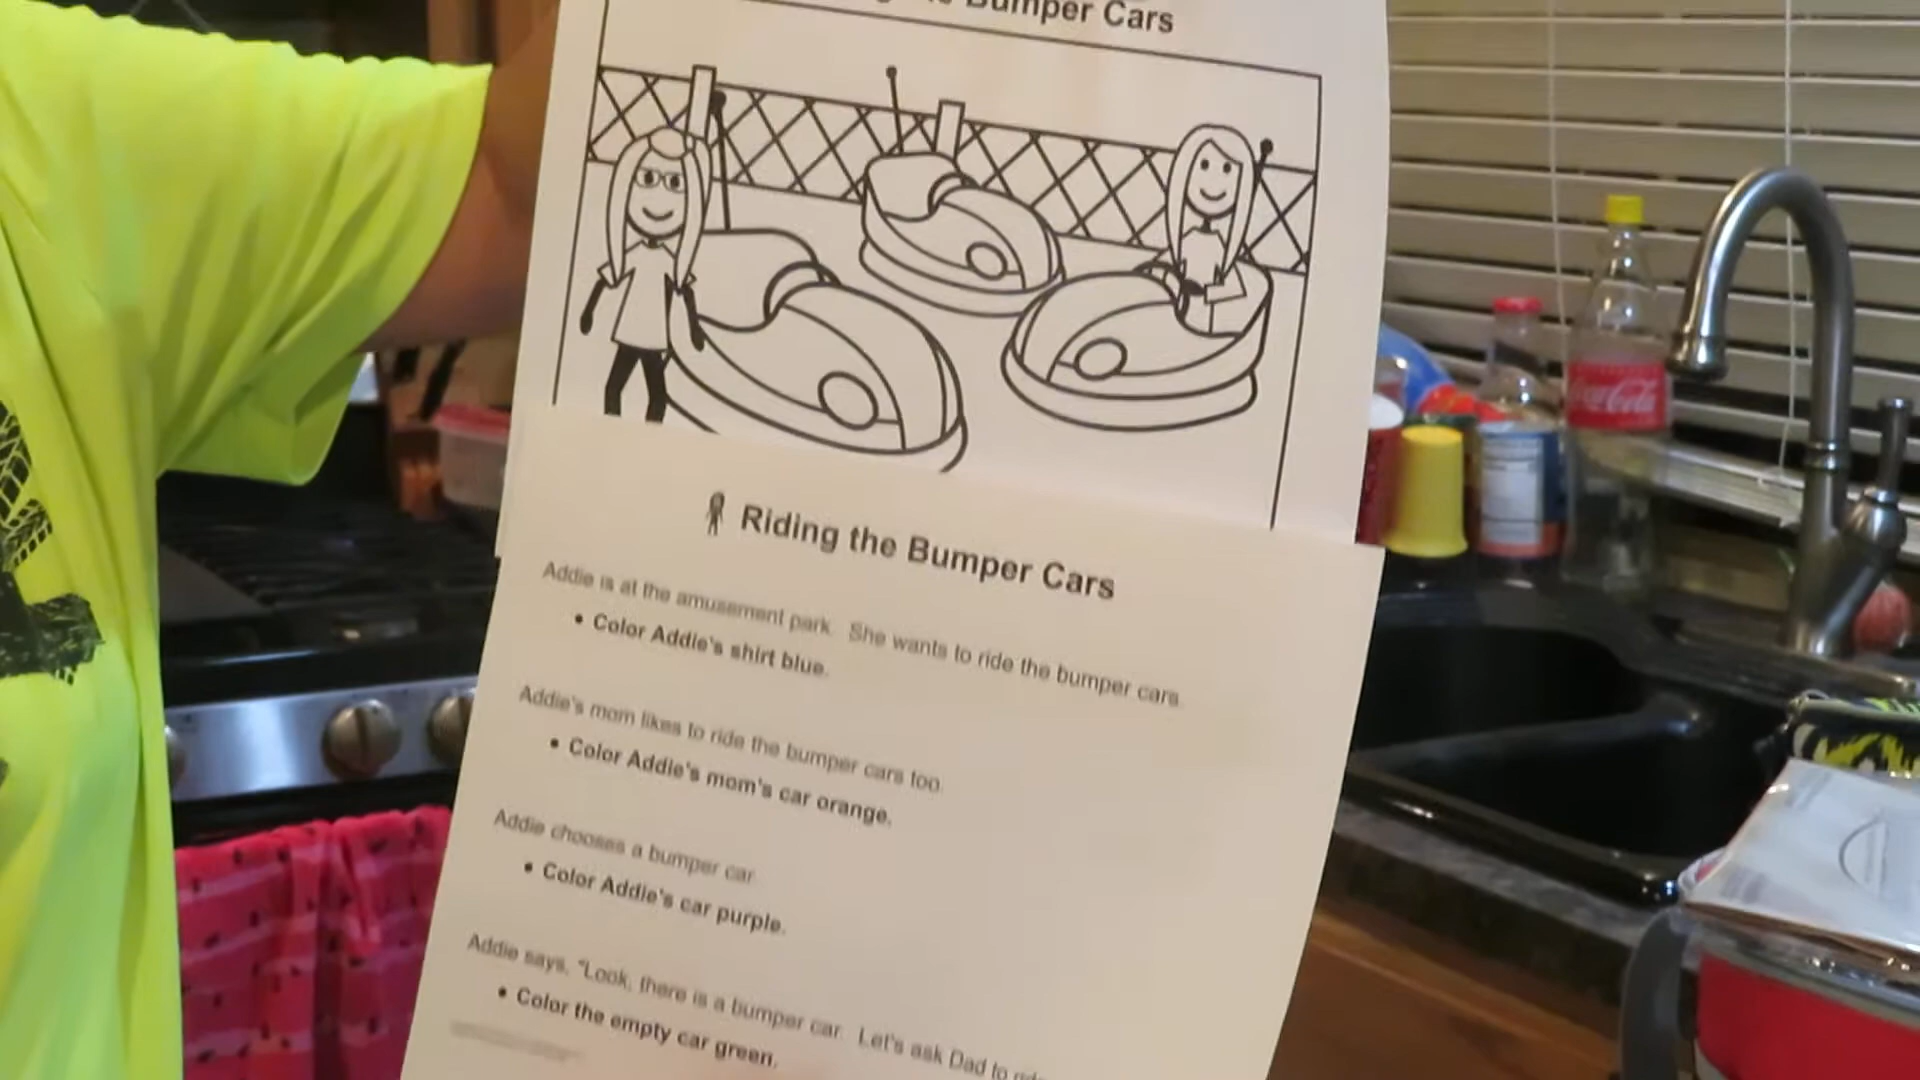 Bumper Cars
Riding the Bumper Cars
Addie is at the amusement park. She wants to ride the bumper cars.
• Color Addie's shirt blue.
Addie's mom likes to ride the bumper cars too.
• Color Addie's mom's car orange.
Addie chooses a bumper car.
• Color Addie's car purple.
Addie says, "Look, there is a bumper car. Let's ask Dad to
• Color the empty car green.
Coca-Cola